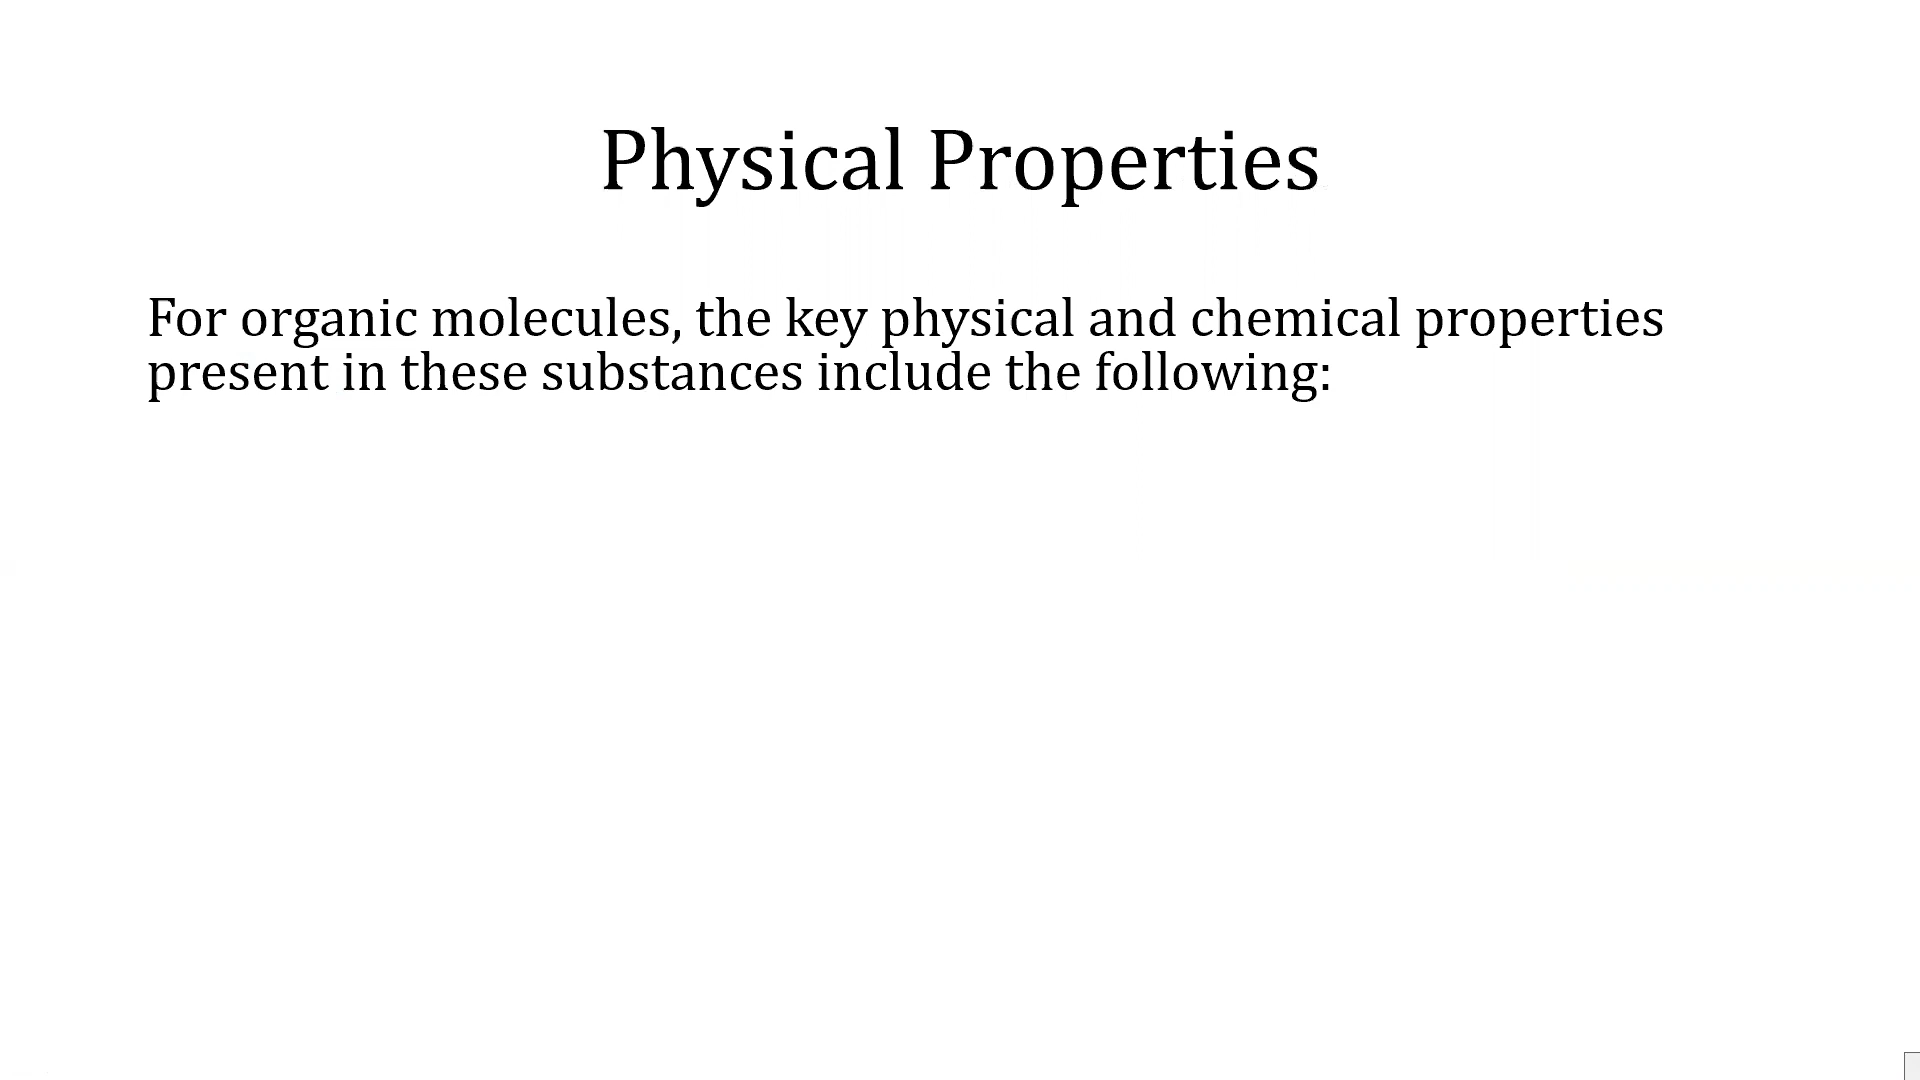 Physical Properties
For organic molecules, the key physical and chemical properties
present in these substances include the following: